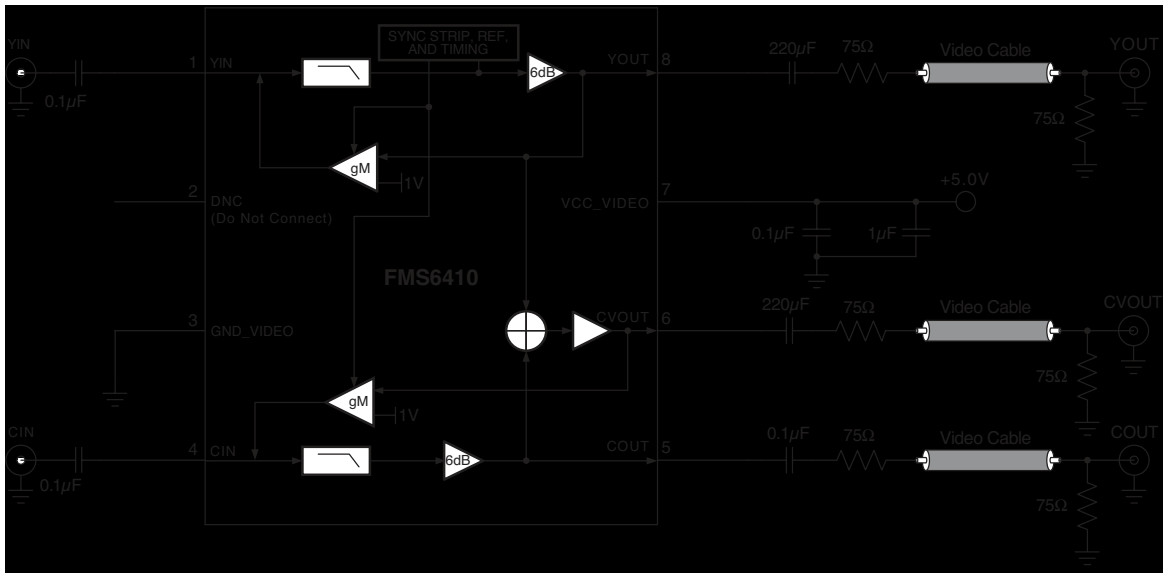 SYNC STRIP, REF,
AND TIMING
YIN
1
YIN
0.1µF
6dB
YOUT
8
220µF
75Ω
Video Cable
YOUT
75Ω
gM
1V
2
DNC
(Do Not Connect)
VCC_VIDEO
7
+5.0V
0.1µF
1µF
FMS6410
3
GND_VIDEO
CVOUT
6
220µF
75Ω
Video Cable
CVOUT
75Ω
gM
1V
CIN
4
CIN
0.1µF
6dB
COUT
5
0.1µF
75Ω
Video Cable
COUT
75Ω